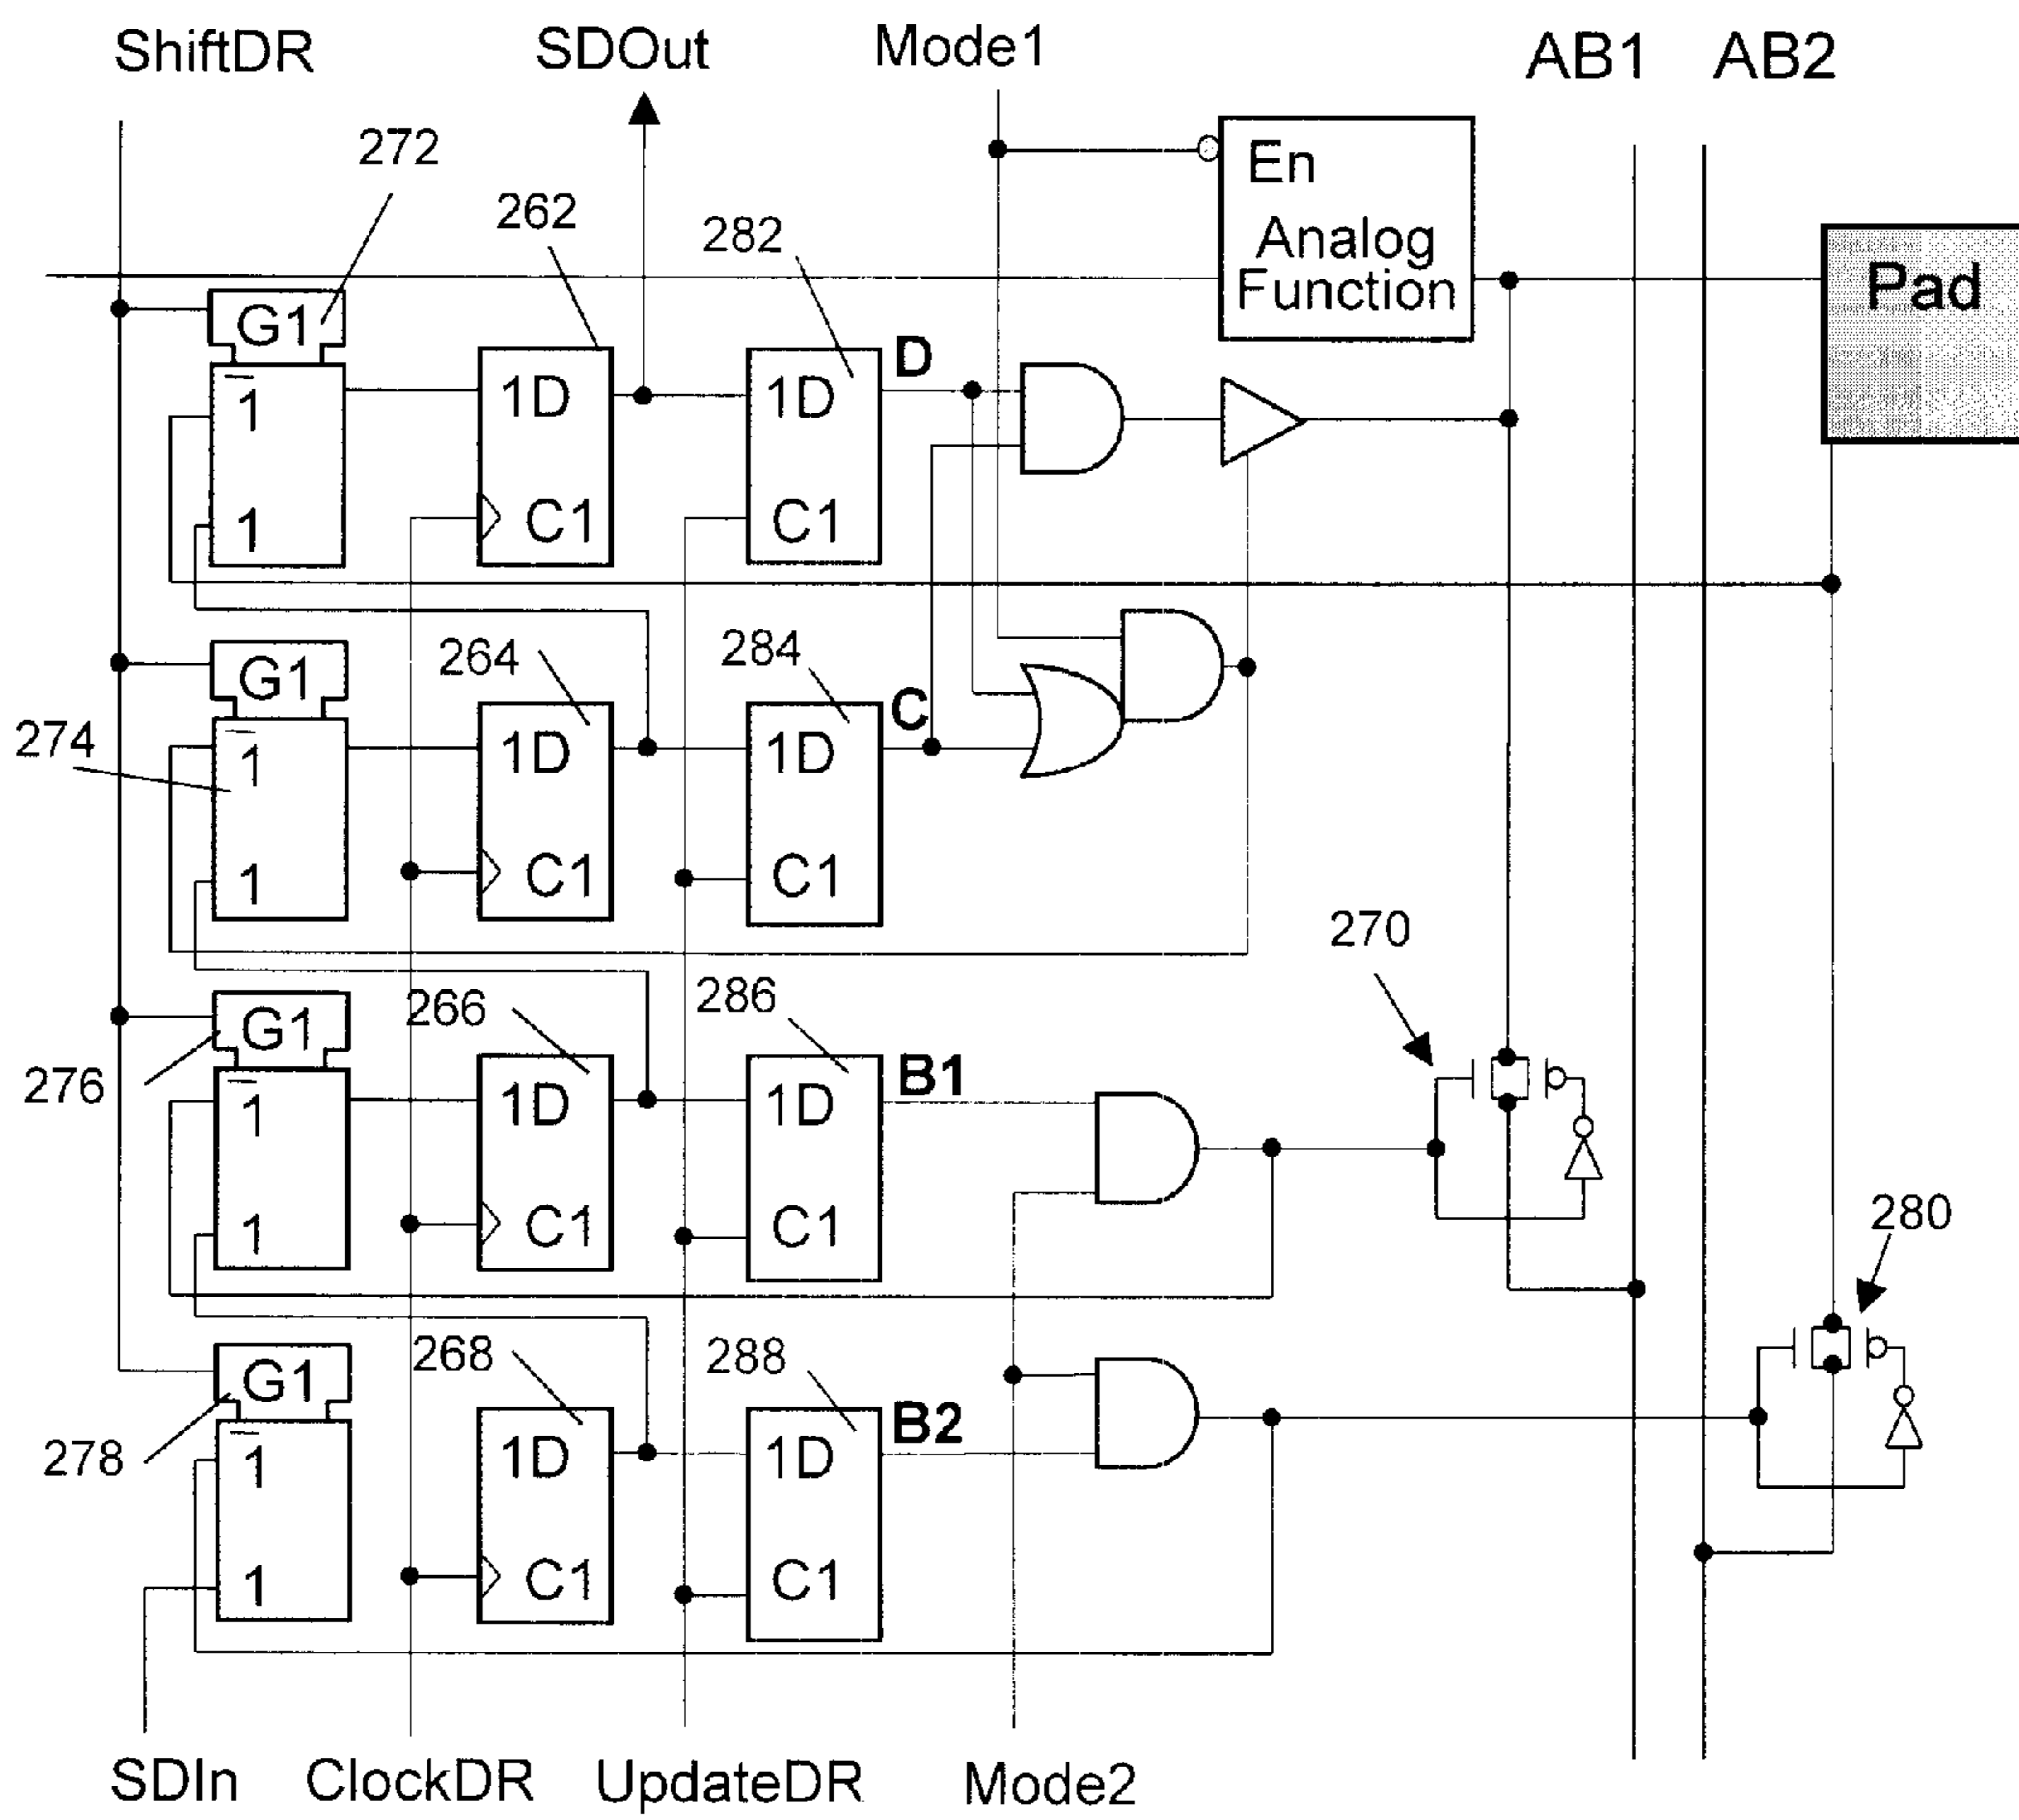 ShiftDR SDOut Mode1 AB1 AB2
272
262
282
En
Analog
Function
Pad
G1
D
1 1D 1D
1 C1 C1
G1
264
284
C
274
1 1D 1D
1 C1 C1
270
G1
266
286
B1
276
1 1D 1D
1 C1 C1
280
G1
268
288
B2
278
1 1D 1D
1 C1 C1
SDIn ClockDR UpdateDR Mode2